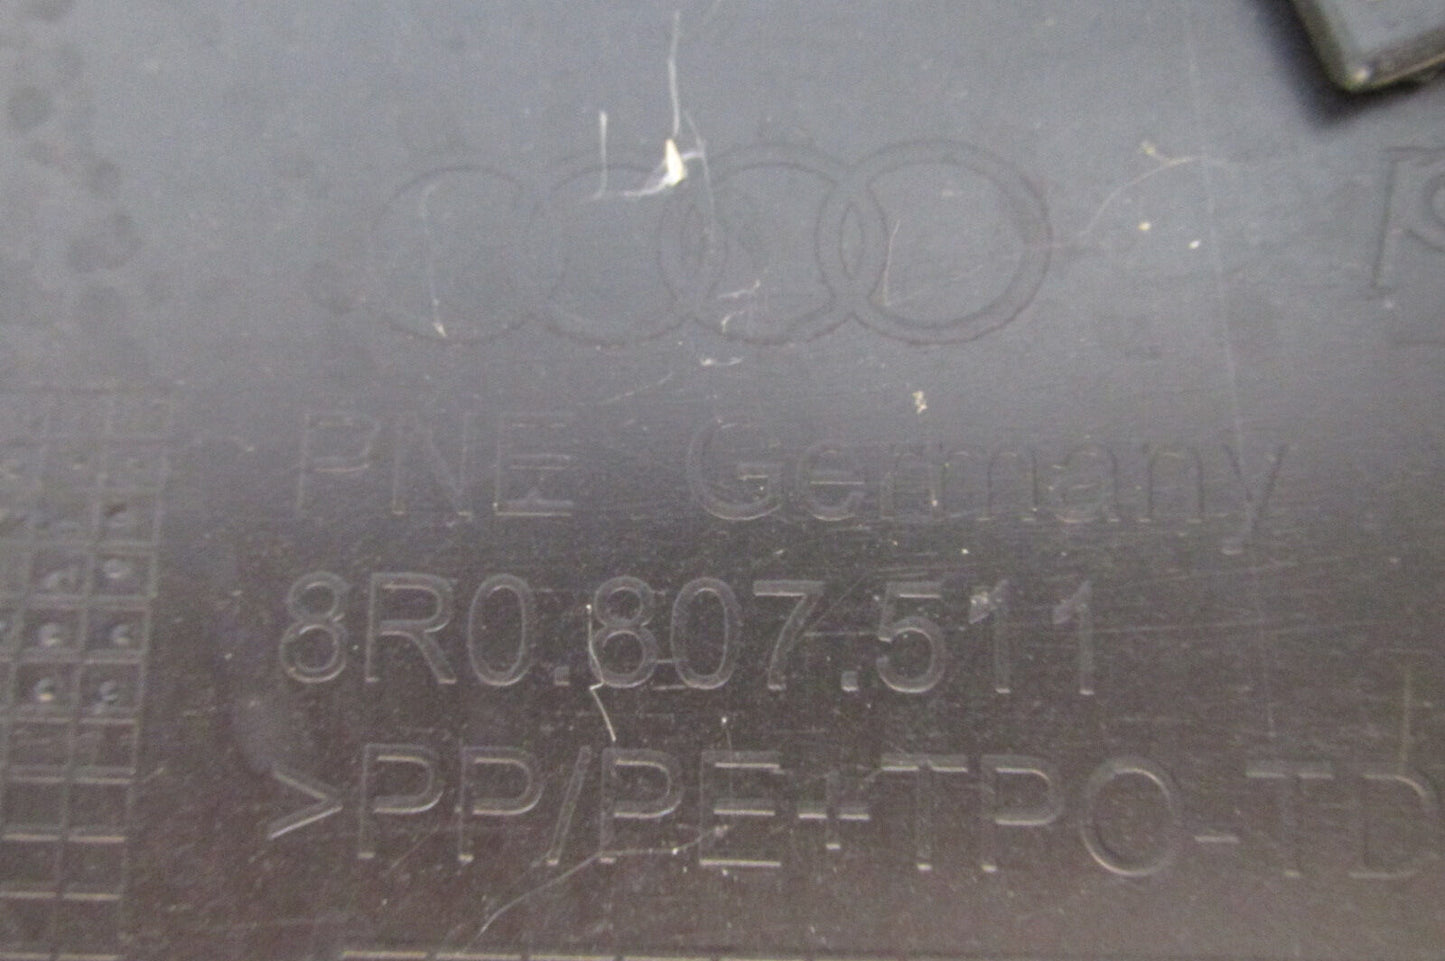 PNE Germany
8R0.807.511
>PP/PE+TPO-TD